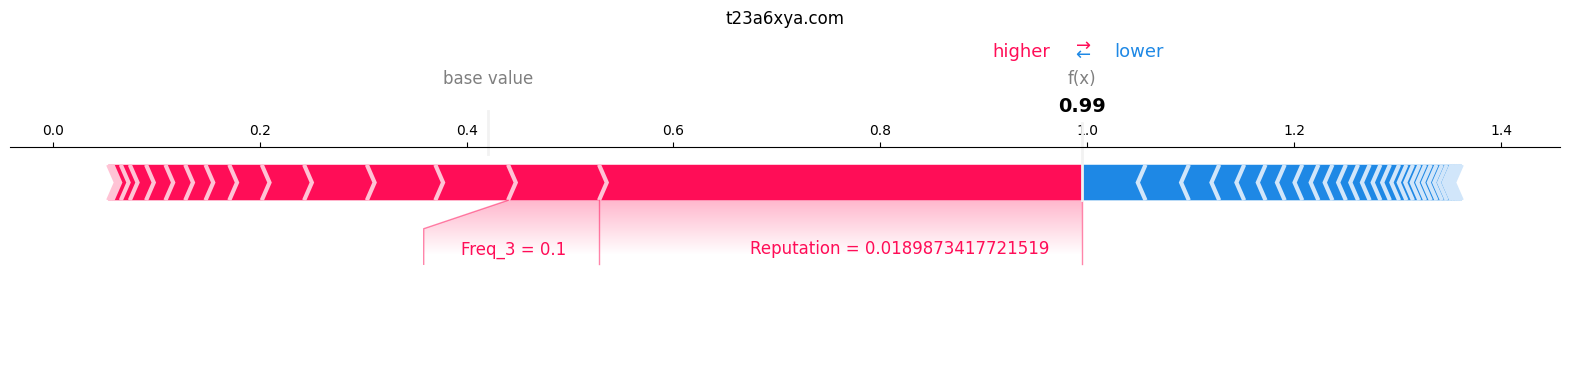 t23a6xya.com
higher ⇄ lower
base value f(x)
0.99
0.0 0.2 0.4 0.6 0.8 1.0 1.2 1.4
Freq_3 = 0.1 Reputation = 0.0189873417721519